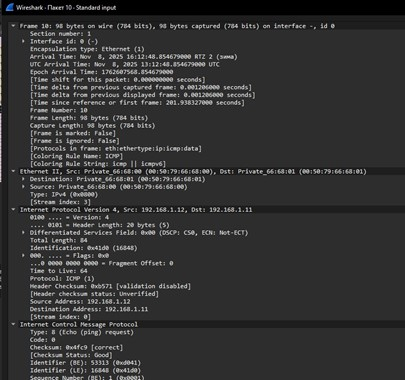 Wireshark - Пакет 10 - Standard input
Frame 10: 98 bytes on wire (784 bits), 98 bytes captured (784 bits) on interface -, id 0
Section number: 1
Interface id: 0 (-)
Encapsulation type: Ethernet (1)
Arrival Time: Nov 8, 2025 16:12:48.854679000 RTZ 2 (зима)
UTC Arrival Time: Nov 8, 2025 13:12:48.854679000 UTC
Epoch Arrival Time: 1762607568.854679000
[Time shift for this packet: 0.000000000 seconds]
[Time delta from previous captured frame: 0.001206000 seconds]
[Time delta from previous displayed frame: 0.001206000 seconds]
[Time since reference or first frame: 201.938327000 seconds]
Frame Number: 10
Frame Length: 98 bytes (784 bits)
Capture Length: 98 bytes (784 bits)
[Frame is marked: False]
[Frame is ignored: False]
[Protocols in frame: eth:ethertype:ip:icmp:data]
[Coloring Rule Name: ICMP]
[Coloring Rule String: icmp || icmpv6]
Ethernet II, Src: Private_66:68:00 (00:50:79:66:68:00), Dst: Private_66:68:01 (00:50:79:66:68:01)
Destination: Private_66:68:01 (00:50:79:66:68:01)
Source: Private_66:68:00 (00:50:79:66:68:00)
Type: IPv4 (0x0800)
[Stream index: 3]
Internet Protocol Version 4, Src: 192.168.1.12, Dst: 192.168.1.11
0100 .... = Version: 4
.... 0101 = Header Length: 20 bytes (5)
Differentiated Services Field: 0x00 (DSCP: CS0, ECN: Not-ECT)
Total Length: 84
Identification: 0x41d0 (16848)
000. .... = Flags: 0x0
...0 0000 0000 0000 = Fragment Offset: 0
Time to Live: 64
Protocol: ICMP (1)
Header Checksum: 0xb571 [validation disabled]
[Header checksum status: Unverified]
Source Address: 192.168.1.12
Destination Address: 192.168.1.11
[Stream index: 0]
Internet Control Message Protocol
Type: 8 (Echo (ping) request)
Code: 0
Checksum: 0x4fc9 [correct]
[Checksum Status: Good]
Identifier (BE): 53313 (0xd041)
Identifier (LE): 16848 (0x41d0)
Sequence Number (BE): 1 (0x0001)